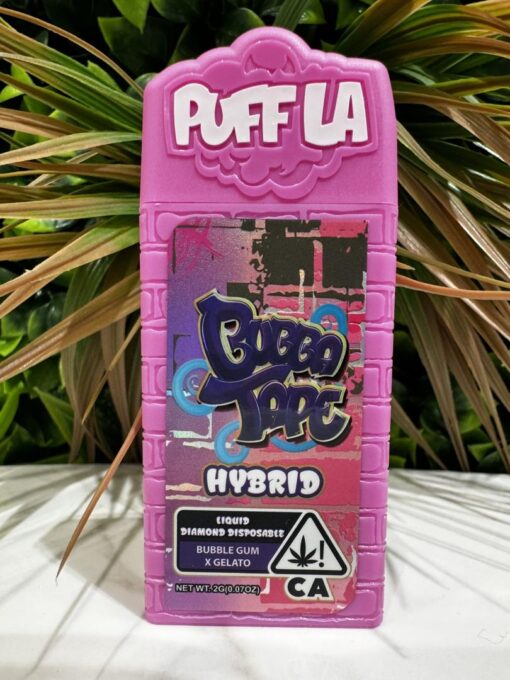 PUFF LA
BUBBA
TAPE
HYBRID
LIQUID
DIAMOND DISPOSABLE
BUBBLE GUM
X GELATO
CA
NET WT. 2G(0.07OZ)